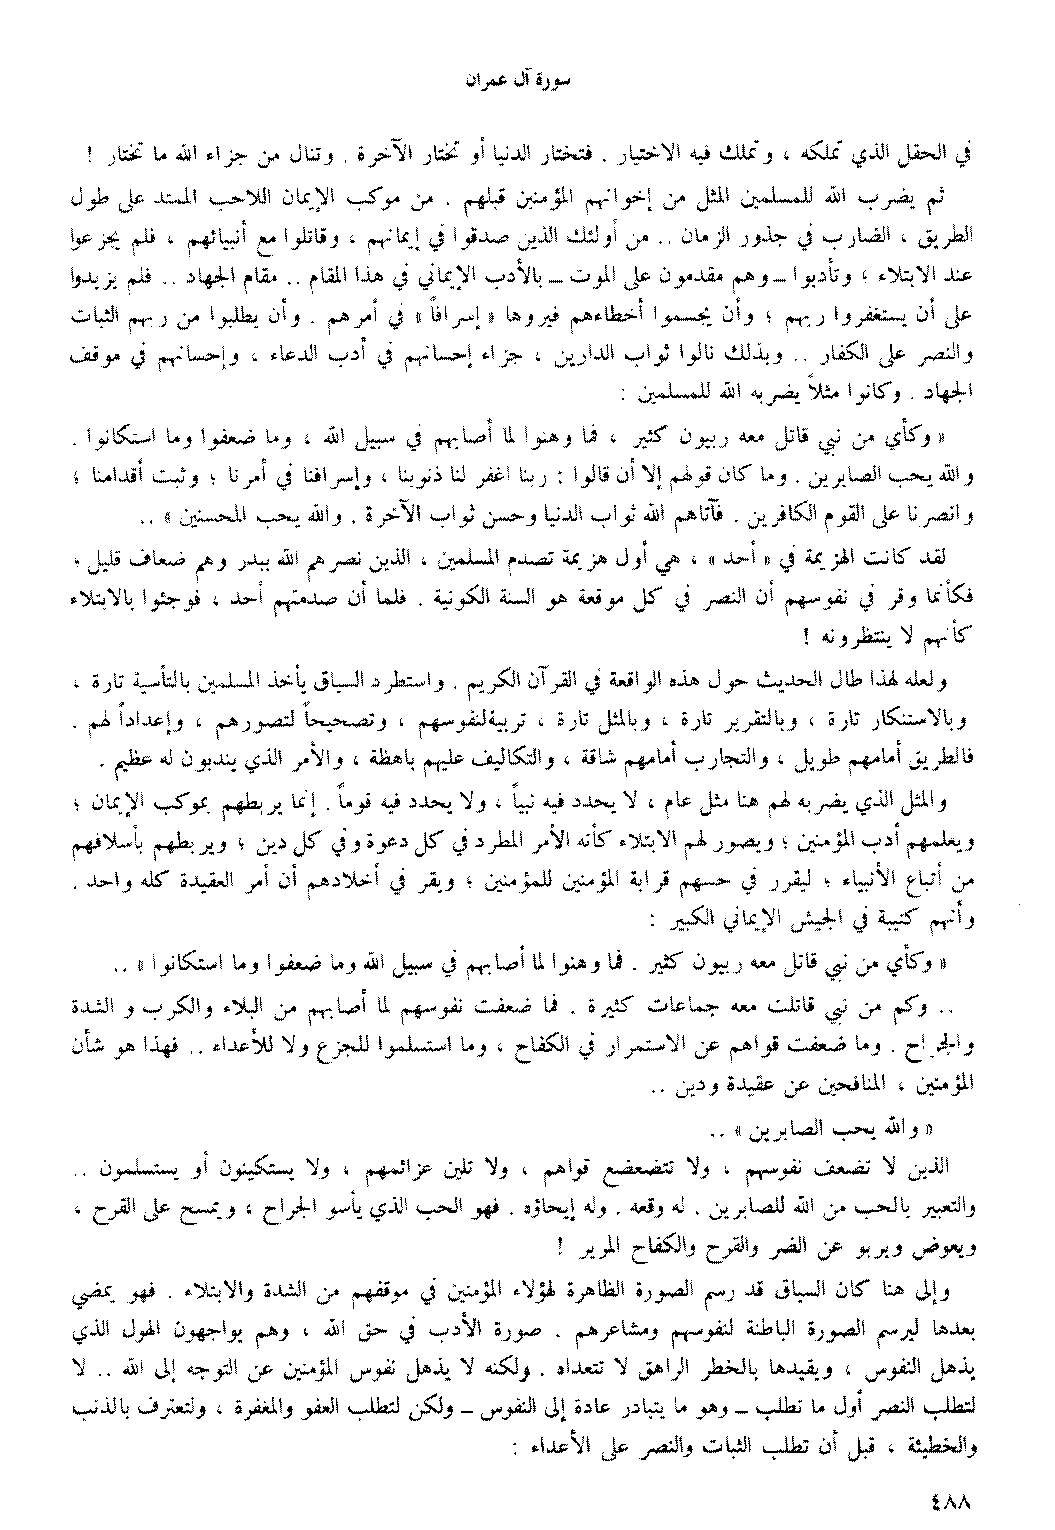 سورة آل عمران
في الحقل الذي تملكه ، وتملك فيه الاختيار . فتختار الدنيا أو تختار الآخرة . وتنال من جزاء الله ما تختار !
ثم يضرب الله للمسلمين المثل من إخوانهم المؤمنين قبلهم . من موكب الإيمان اللاحب الممتد على طول
الطريق ، الضارب في جذور الزمان .. من أولئك الذين صدقوا في إيمانهم ، وقاتلوا مع أنبيائهم ، فلم يجزعوا
عند الابتلاء ؛ وتأدبوا – وهم مقدمون على الموت – بالأدب الإيماني في هذا المقام .. مقام الجهاد .. فلم يزيدوا
على أن يستغفروا ربهم ؛ وأن يجسموا أخطاءهم فيروها « إسرافاً » في أمرهم . وأن يطلبوا من ربهم الثبات
والنصر على الكفار .. وبذلك نالوا ثواب الدارين ، جزاء إحسانهم في أدب الدعاء ، وإحسانهم في موقف
الجهاد . وكانوا مثلاً يضربه الله للمسلمين :
« وكأي من نبي قاتل معه ربيون كثير ، فما وهنوا لما أصابهم في سبيل الله ، وما ضعفوا وما استكانوا .
والله يحب الصابرين . وما كان قولهم إلا أن قالوا : ربنا اغفر لنا ذنوبنا ، وإسرافنا في أمرنا ؛ وثبت أقدامنا ؛
وانصرنا على القوم الكافرين . فآتاهم الله ثواب الدنيا وحسن ثواب الآخرة . والله يحب المحسنين » ..
لقد كانت الهزيمة في « أحد » ، هي أول هزيمة تصدم المسلمين ، الذين نصرهم الله ببدر وهم ضعاف قليل ؛
فكأنما وقر في نفوسهم أن النصر في كل موقعة هو السنة الكونية . فلما أن صدمتهم أحد ، فوجئوا بالابتلاء
كأنهم لا ينتظرونه !
ولعله لهذا طال الحديث حول هذه الواقعة في القرآن الكريم . واستطرد السياق يأخذ المسلمين بالتأسية تارة ،
وبالاستنكار تارة ، وبالتقرير تارة ، وبالمثل تارة ، تربية لنفوسهم ، وتصحيحاً لتصورهم ، وإعداداً لهم .
فالطريق أمامهم طويل ، والتجارب أمامهم شاقة ، والتكاليف عليهم باهظة ، والأمر الذي يندبون له عظيم .
والمثل الذي يضربه لهم هنا مثل عام ، لا يحدد فيه نبياً ، ولا يحدد فيه قوماً . إنما يربطهم بموكب الإيمان ؛
ويعلمهم أدب المؤمنين ؛ ويصور لهم الابتلاء كأنه الأمر المطرد في كل دعوة وفي كل دين ؛ ويربطهم بأسلافهم
من أتباع الأنبياء ؛ ليقرر في حسهم قرابة المؤمنين للمؤمنين ؛ ويقر في أخلادهم أن أمر العقيدة كله واحد .
وأنهم كتيبة في الجيش الإيماني الكبير :
« وكأي من نبي قاتل معه ربيون كثير . فما وهنوا لما أصابهم في سبيل الله وما ضعفوا وما استكانوا » ..
.. وكم من نبي قاتلت معه جماعات كثيرة . فما ضعفت نفوسهم لما أصابهم من البلاء والكرب و الشدة
والجراح . وما ضعفت قواهم عن الاستمرار في الكفاح ، وما استسلموا للجزع ولا للأعداء .. فهذا هو شأن
المؤمنين ، المنافحين عن عقيدة ودين ..
« والله يحب الصابرين » ..
الذين لا تضعف نفوسهم ، ولا تتضعضع قواهم ، ولا تلين عزائمهم ، ولا يستكينون أو يستسلمون ..
والتعبير بالحب من الله للصابرين . له وقعه . وله إيحاؤه . فهو الحب الذي يأسو الجراح ، ويمسح على القرح ،
ويعوض ويربو عن الضر والقرح والكفاح المرير !
وإلى هنا كان السياق قد رسم الصورة الظاهرة لهؤلاء المؤمنين في موقفهم من الشدة والابتلاء . فهو يمضي
بعدها ليرسم الصورة الباطنة لنفوسهم ومشاعرهم . صورة الأدب في حق الله ، وهم يواجهون الهول الذي
يذهل النفوس ، ويقيدها بالخطر الراهق لا تتعداه . ولكنه لا يذهل نفوس المؤمنين عن التوجه إلى الله .. لا
لتطلب النصر أول ما تطلب – وهو ما يتبادر عادة إلى النفوس – ولكن لتطلب العفو والمغفرة ، ولتعترف بالذنب
والخطيئة ، قبل أن تطلب الثبات والنصر على الأعداء :
٤٨٨